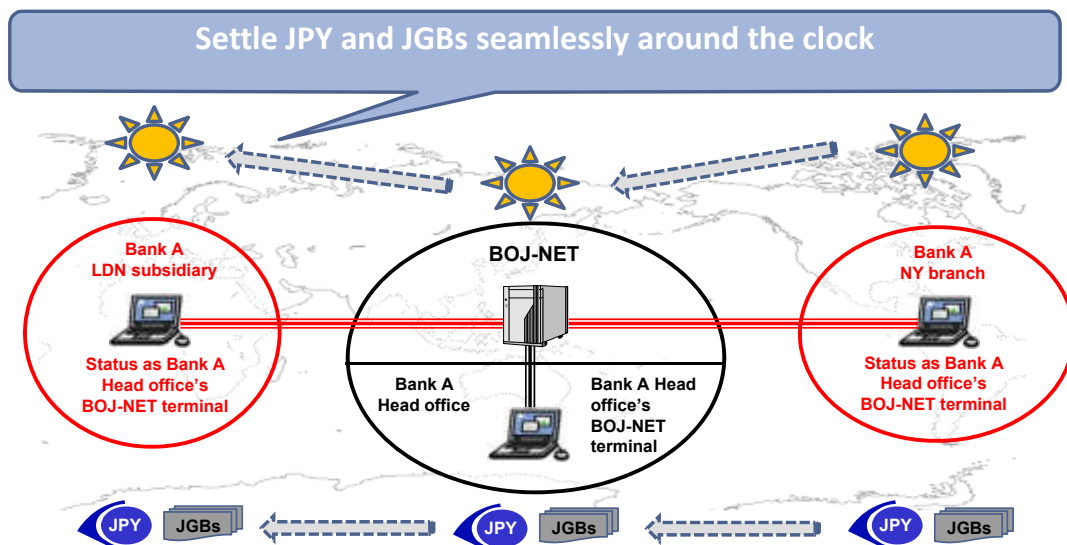 Settle JPY and JGBs seamlessly around the clock
Bank A
LDN subsidiary
Status as Bank A
Head office's
BOJ-NET terminal
BOJ-NET
Bank A
Head office
Bank A Head
office's
BOJ-NET
terminal
Bank A
NY branch
Status as Bank A
Head office's
BOJ-NET terminal
JPY
JGBs
JPY
JGBs
JPY
JGBs